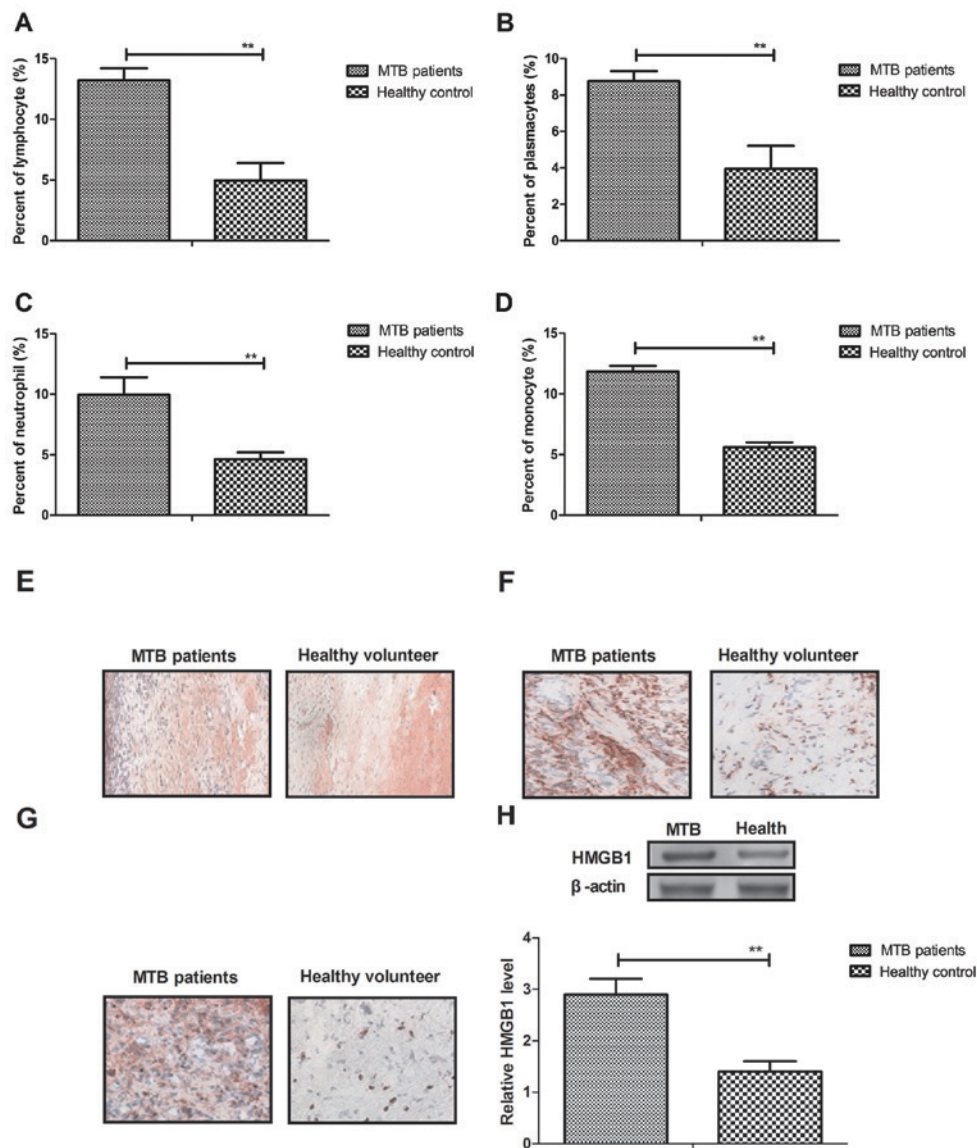 A
Percent of lymphocyte (%)
15
10
5
0
**
MTB patients
Healthy control
B
Percent of plasmacytes (%)
10
8
6
4
2
0
**
MTB patients
Healthy control
C
Percent of neutrophil (%)
15
10
5
0
**
MTB patients
Healthy control
D
Percent of monocyte (%)
15
10
5
0
**
MTB patients
Healthy control
E
MTB patients Healthy volunteer
F
MTB patients Healthy volunteer
G
MTB patients Healthy volunteer
H
MTB Health
HMGB1
β-actin
Relative HMGB1 level
4
3
2
1
0
**
MTB patients
Healthy control